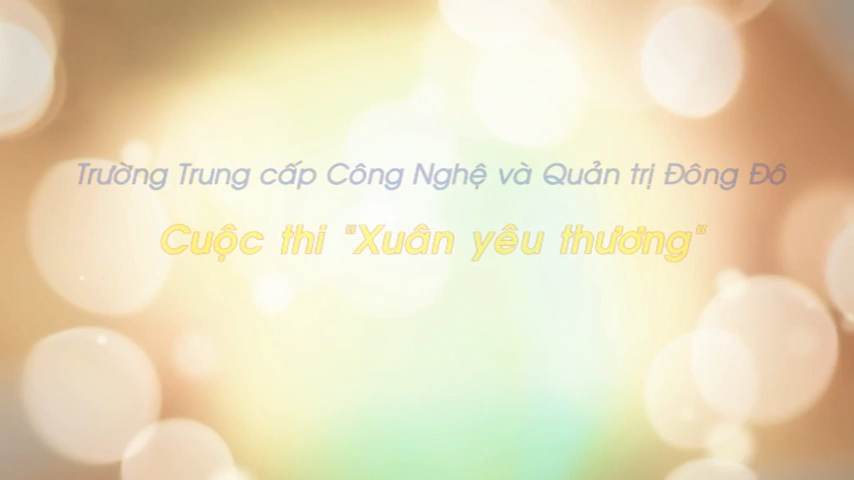 Trường Trung cấp Công Nghệ và Quản trị Đông Đô
Cuộc thi "Xuân yêu thương"